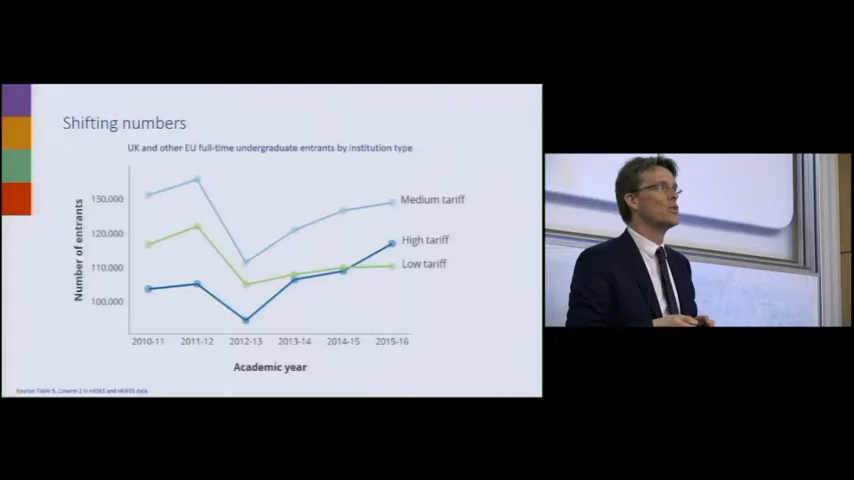 Shifting numbers
UK and other EU full-time undergraduate entrants by institution type
Number of entrants
130,000
120,000
110,000
100,000
Medium tariff
High tariff
Low tariff
2010-11 2011-12 2012-13 2013-14 2014-15 2015-16
Academic year
Source: Table 5, Column 2 in HESES and HEIFES data